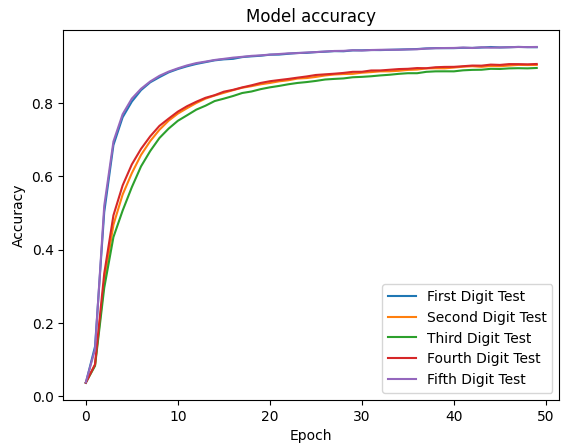 Model accuracy
Accuracy
0.8
0.6
0.4
0.2
0.0
First Digit Test
Second Digit Test
Third Digit Test
Fourth Digit Test
Fifth Digit Test
0 10 20 30 40 50
Epoch